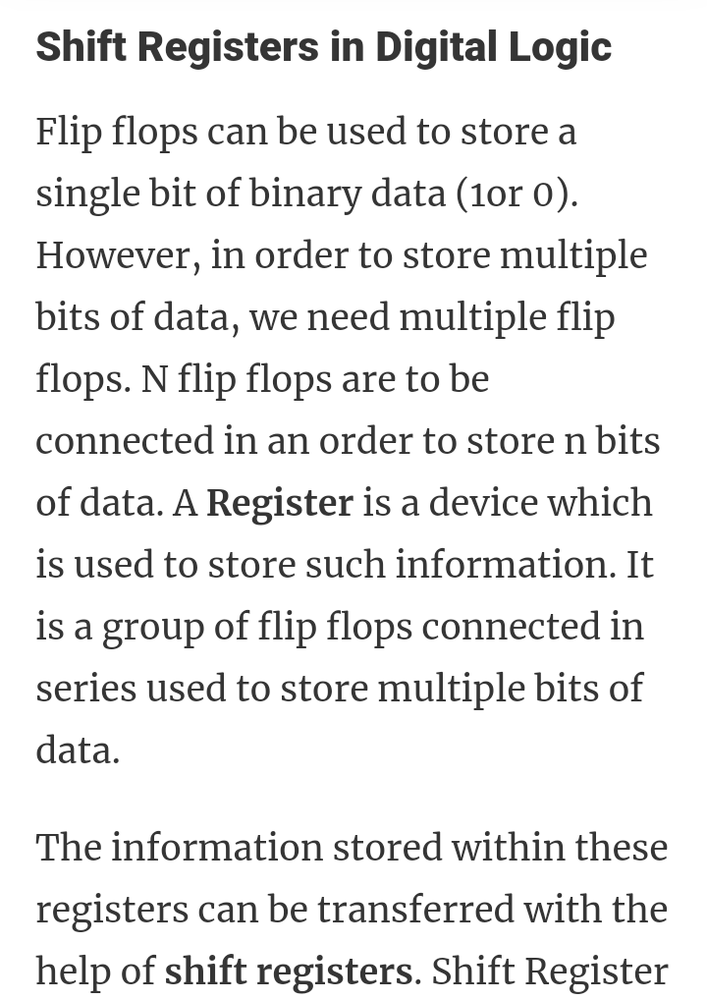 Shift Registers in Digital Logic
Flip flops can be used to store a
single bit of binary data (1or 0).
However, in order to store multiple
bits of data, we need multiple flip
flops. N flip flops are to be
connected in an order to store n bits
of data. A Register is a device which
is used to store such information. It
is a group of flip flops connected in
series used to store multiple bits of
data.
The information stored within these
registers can be transferred with the
help of shift registers. Shift Register